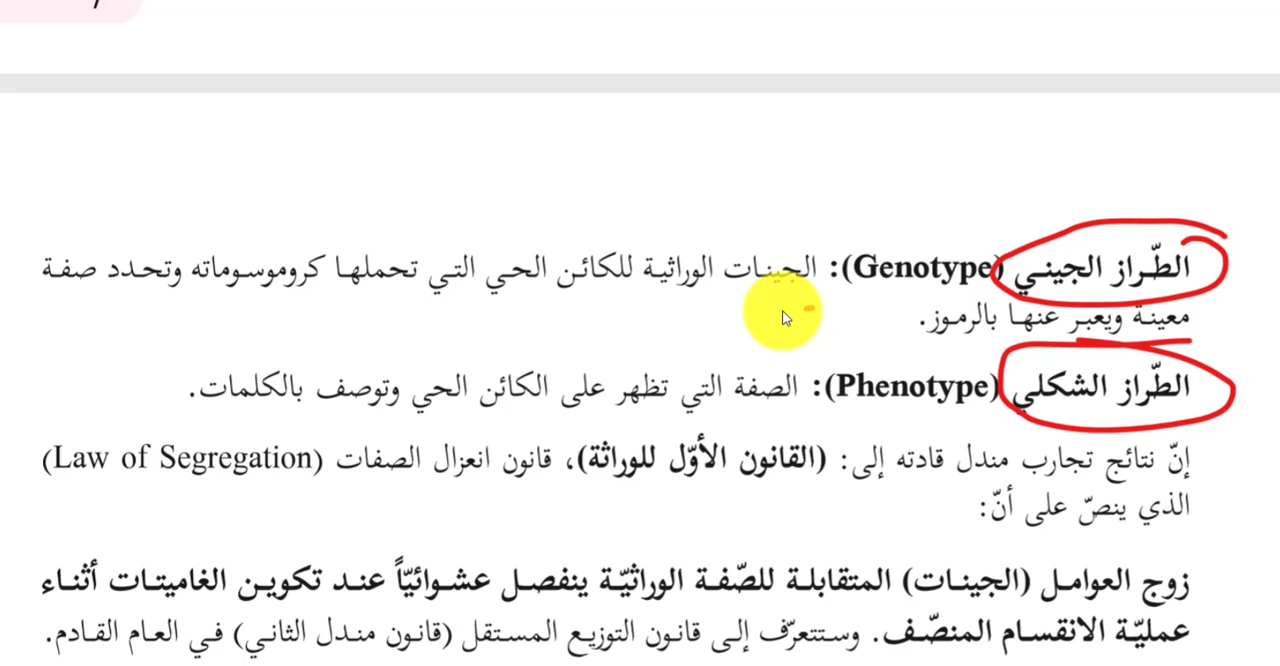 الطّراز الجيني (Genotype): الجينات الوراثية للكائن الحي التي تحملها كروموسوماته وتحدد صفة
معينة ويعبر عنها بالرموز.
الطّراز الشكلي (Phenotype): الصفة التي تظهر على الكائن الحي وتوصف بالكلمات.
إنّ نتائج تجارب مندل قادته إلى: (القانون الأوّل للوراثة)، قانون انعزال الصفات (Law of Segregation)
الذي ينصّ على أنّ:
زوج العوامل (الجينات) المتقابلة للصّفة الوراثيّة ينفصل عشوائيّاً عند تكوين الغاميتات أثناء
عمليّة الانقسام المنصّف. وستتعرّف إلى قانون التوزيع المستقل (قانون مندل الثاني) في العام القادم.